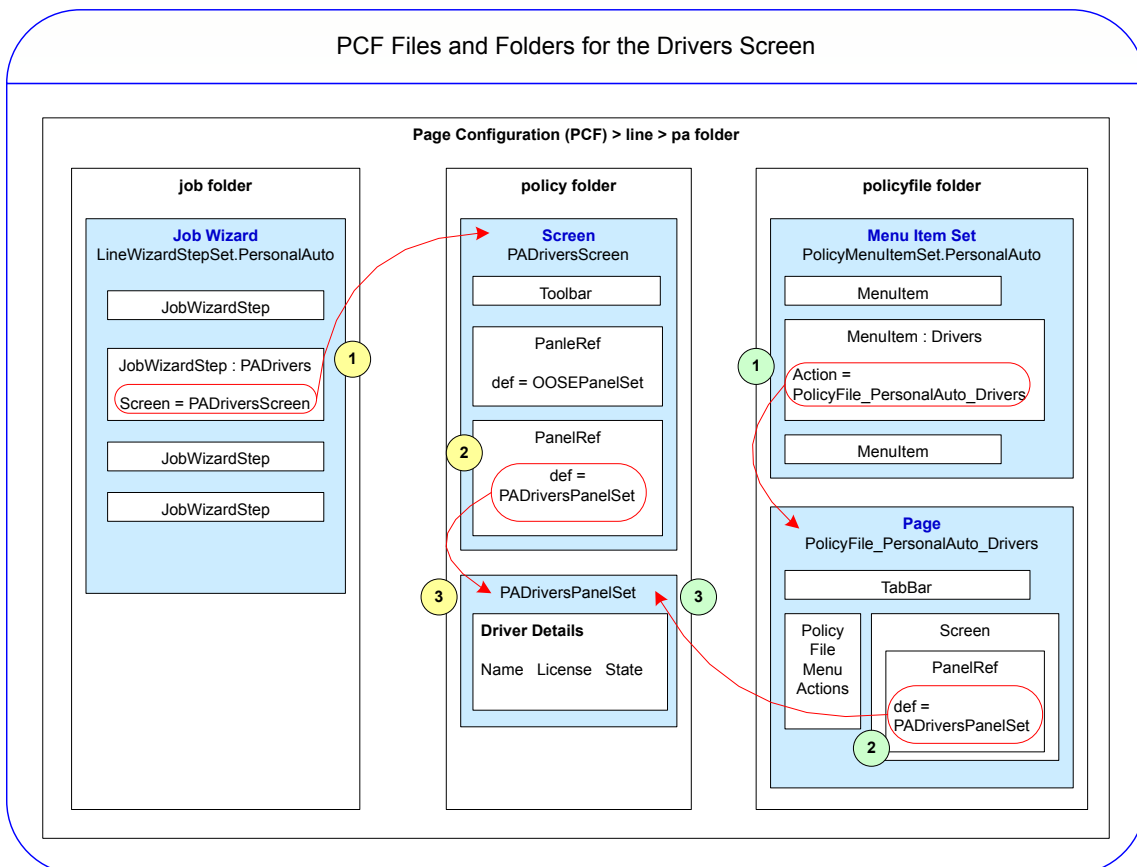 PCF Files and Folders for the Drivers Screen
Page Configuration (PCF) > line > pa folder
job folder
Job Wizard
LineWizardStepSet.PersonalAuto
JobWizardStep
JobWizardStep : PADrivers
Screen = PADriversScreen
1
JobWizardStep
JobWizardStep
policy folder
Screen
PADriversScreen
Toolbar
PanleRef
def = OOSEPanelSet
PanelRef
2
def =
PADriversPanelSet
3
PADriversPanelSet
3
Driver Details
Name License State
policyfile folder
Menu Item Set
PolicyMenuItemSet.PersonalAuto
MenuItem
MenuItem : Drivers
1
Action =
PolicyFile_PersonalAuto_Drivers
MenuItem
Page
PolicyFile_PersonalAuto_Drivers
TabBar
Policy
File
Menu
Actions
Screen
PanelRef
def =
PADriversPanelSet
2